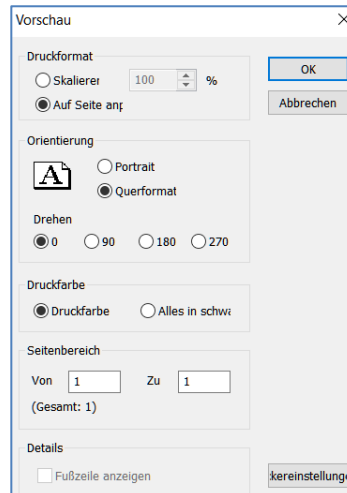 Vorschau
Druckformat
Skalierer 100 %
Auf Seite anp
OK
Abbrechen
Orientierung
A
Portrait
Querformat
Drehen
0 90 180 270
Druckfarbe
Druckfarbe Alles in schwa
Seitenbereich
Von 1 Zu 1
(Gesamt: 1)
Details
Fußzeile anzeigen
kereinstellunge